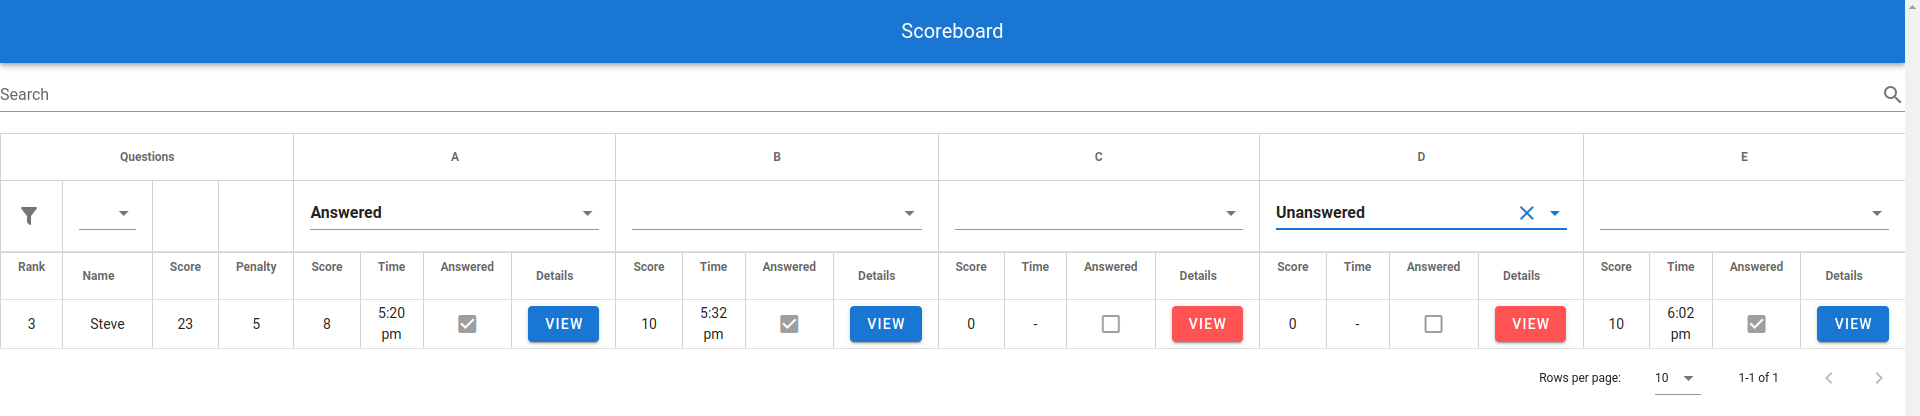 Scoreboard
Search
Questions A B C D E
Answered Unanswered
Rank Name Score Penalty Score Time Answered Details Score Time Answered Details Score Time Answered Details Score Time Answered Details Score Time Answered Details
3 Steve 23 5 8 5:20 pm VIEW 10 5:32 pm VIEW 0 - VIEW 0 - VIEW 10 6:02 pm VIEW
Rows per page: 10 1-1 of 1